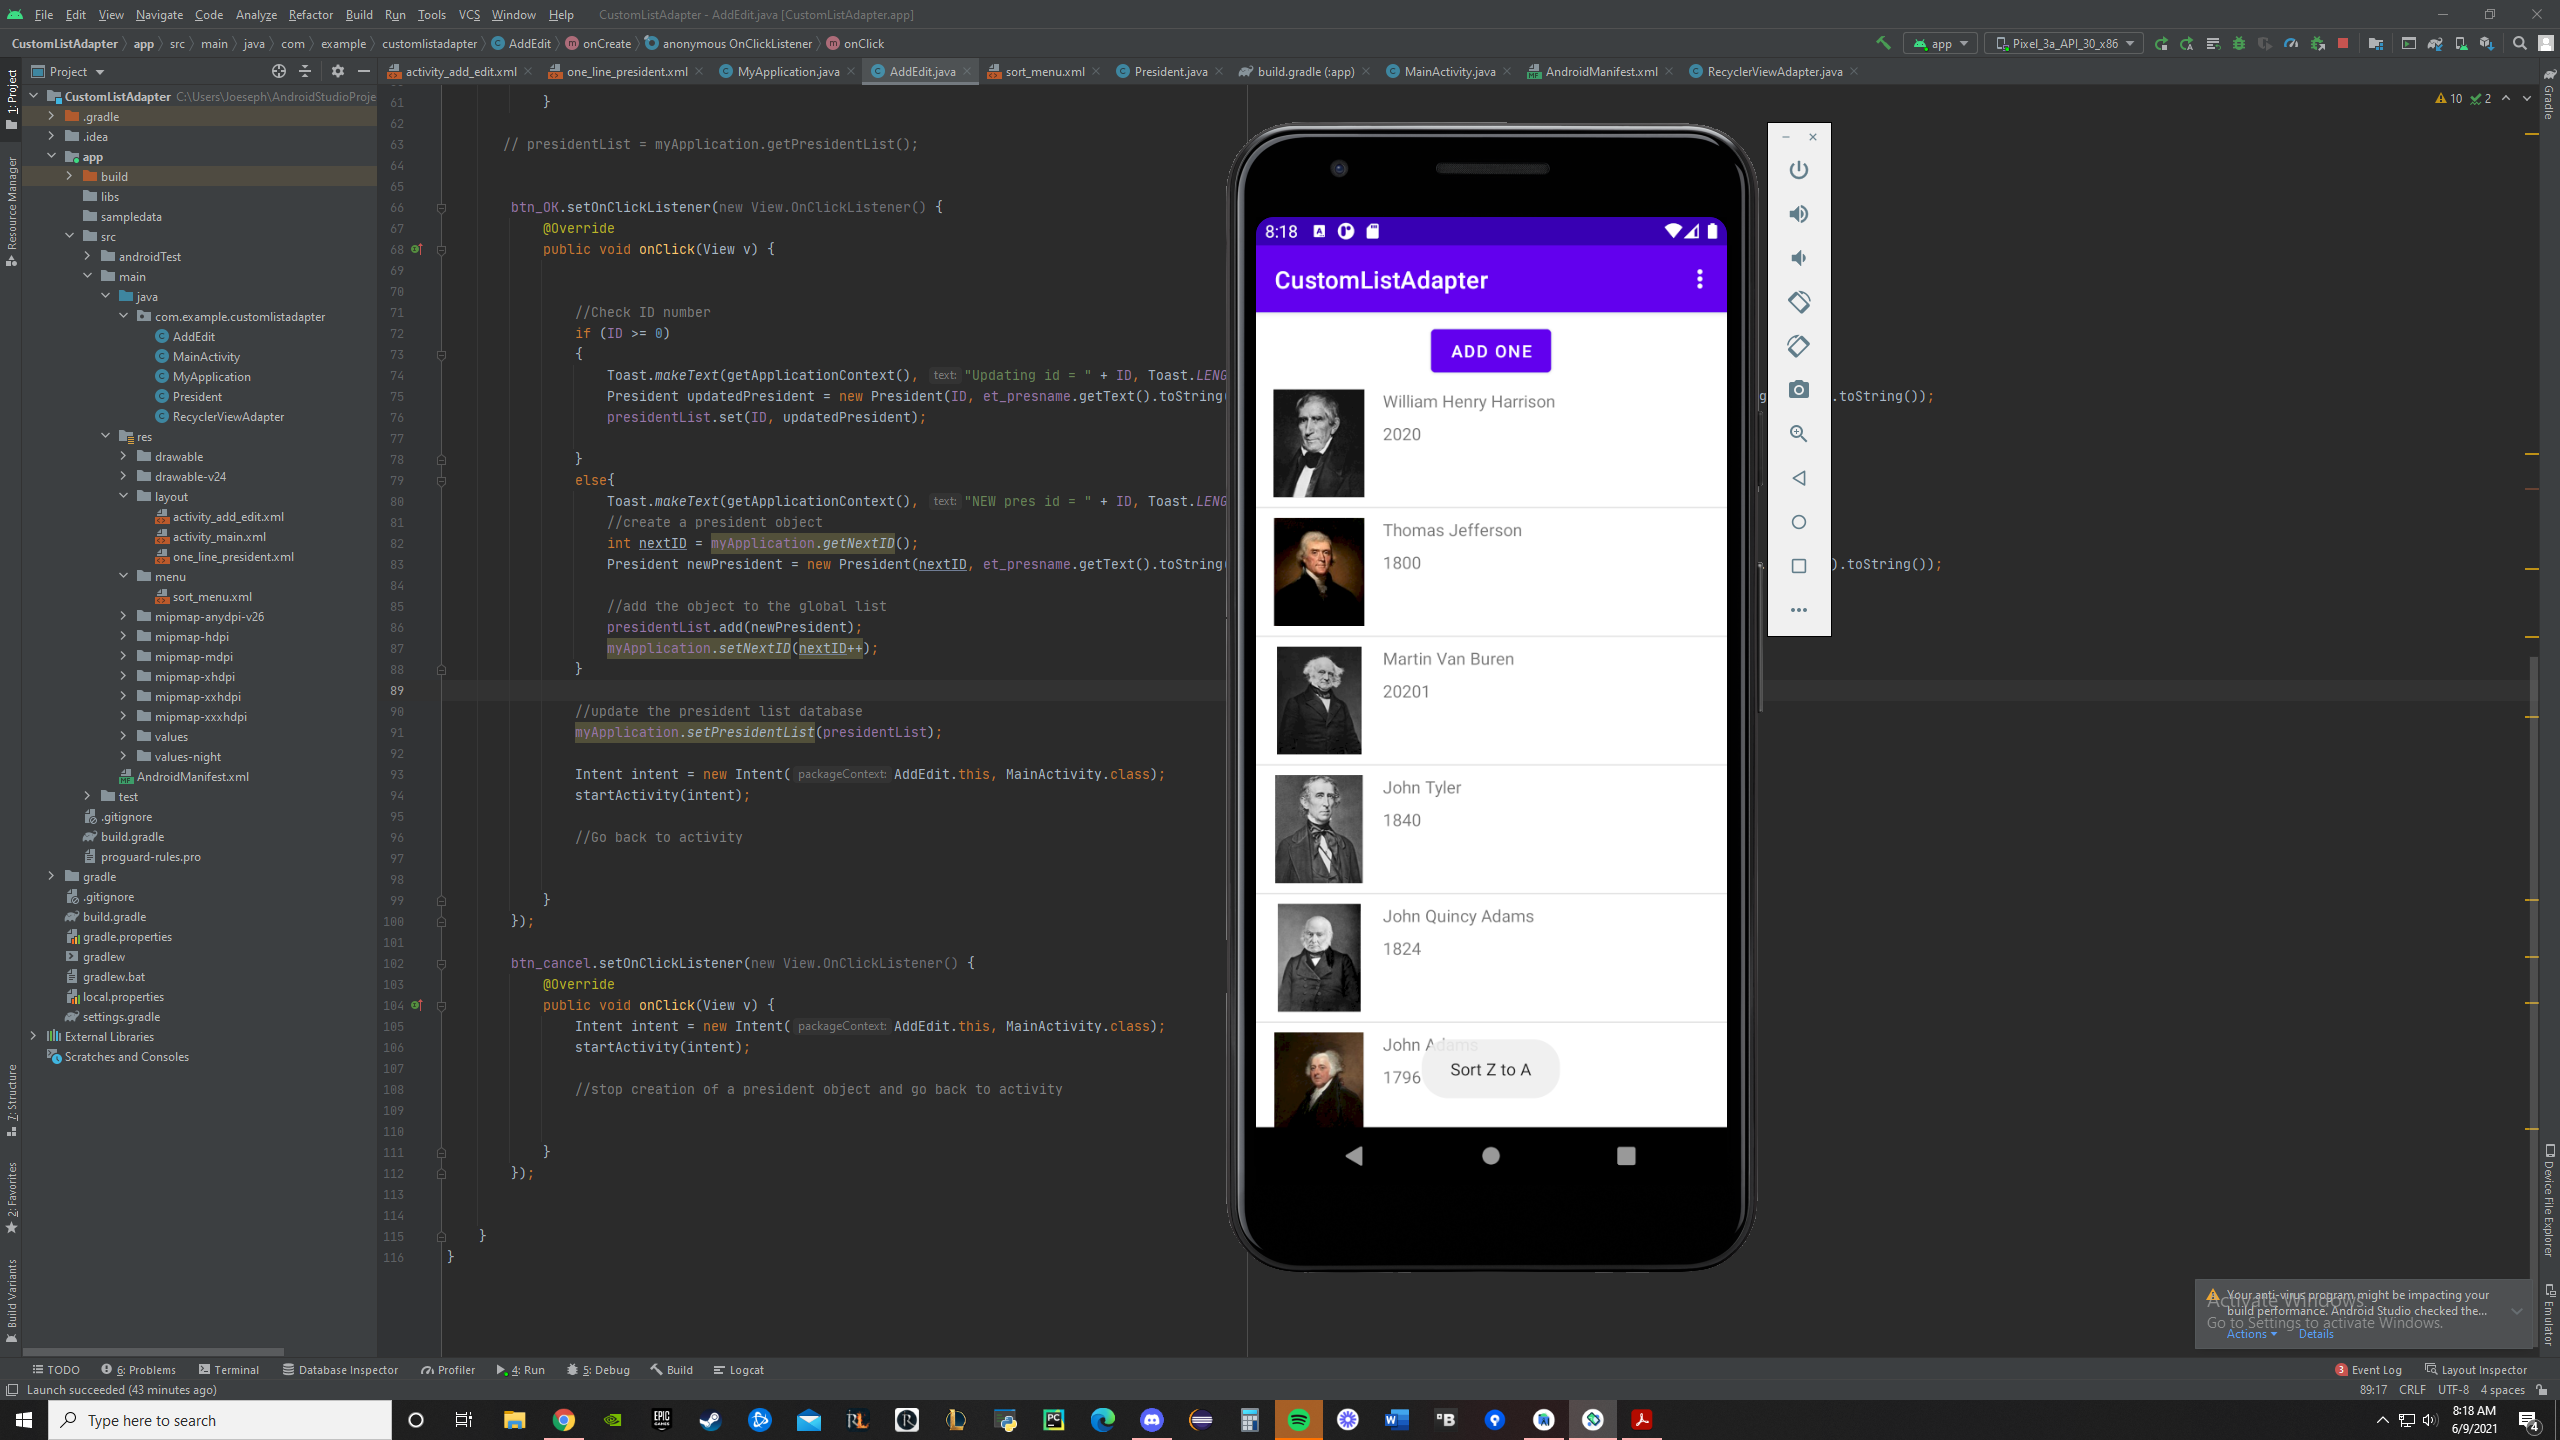 File Edit View Navigate Code Analyze Refactor Build Run Tools VCS Window Help CustomListAdapter - AddEdit.java [CustomListAdapter.app]
CustomListAdapter app src main java com example customlistadapter AddEdit onCreate anonymous OnClickListener onClick app Pixel_3a_API_30_x86
Project activity_add_edit.xml one_line_president.xml MyApplication.java AddEdit.java sort_menu.xml President.java build.gradle (:app) MainActivity.java AndroidManifest.xml RecyclerViewAdapter.java
1: Project
Resource Manager
7: Structure
2: Favorites
Build Variants
CustomListAdapter C:\Users\Joeseph\AndroidStudioProje
.gradle
.idea
app
build
libs
sampledata
src
androidTest
main
java
com.example.customlistadapter
AddEdit
MainActivity
MyApplication
President
RecyclerViewAdapter
res
drawable
drawable-v24
layout
activity_add_edit.xml
activity_main.xml
one_line_president.xml
menu
sort_menu.xml
mipmap-anydpi-v26
mipmap-hdpi
mipmap-mdpi
mipmap-xhdpi
mipmap-xxhdpi
mipmap-xxxhdpi
values
values-night
AndroidManifest.xml
test
.gitignore
build.gradle
proguard-rules.pro
gradle
.gitignore
build.gradle
gradle.properties
gradlew
gradlew.bat
local.properties
settings.gradle
External Libraries
Scratches and Consoles
61 }
62
63 // presidentList = myApplication.getPresidentList();
64
65
66 btn_OK.setOnClickListener(new View.OnClickListener() {
67 @Override
68 public void onClick(View v) {
69
70
71 //Check ID number
72 if (ID >= 0)
73 {
74 Toast.makeText(getApplicationContext(), text: "Updating id = " + ID, Toast.LENG
75 President updatedPresident = new President(ID, et_presname.getText().toString( g .toString());
76 presidentList.set(ID, updatedPresident);
77
78 }
79 else{
80 Toast.makeText(getApplicationContext(), text: "NEW pres id = " + ID, Toast.LENG
81 //create a president object
82 int nextID = myApplication.getNextID();
83 President newPresident = new President(nextID, et_presname.getText().toString( ).toString());
84
85 //add the object to the global list
86 presidentList.add(newPresident);
87 myApplication.setNextID(nextID++);
88 }
89
90 //update the president list database
91 myApplication.setPresidentList(presidentList);
92
93 Intent intent = new Intent( packageContext: AddEdit.this, MainActivity.class);
94 startActivity(intent);
95
96 //Go back to activity
97
98
99 }
100 });
101
102 btn_cancel.setOnClickListener(new View.OnClickListener() {
103 @Override
104 public void onClick(View v) {
105 Intent intent = new Intent( packageContext: AddEdit.this, MainActivity.class);
106 startActivity(intent);
107
108 //stop creation of a president object and go back to activity
109
110
111 }
112 });
113
114
115 }
116 }
8:18
CustomListAdapter
ADD ONE
William Henry Harrison
2020
Thomas Jefferson
1800
Martin Van Buren
20201
John Tyler
1840
John Quincy Adams
1824
John Adams
1796
Sort Z to A
10 2
Gradle
Device File Explorer
Emulator
Your anti-virus program might be impacting your
build performance. Android Studio checked the...
Actions Details
Activate Windows
Go to Settings to activate Windows.
TODO 6: Problems Terminal Database Inspector Profiler 4: Run 5: Debug Build Logcat 3 Event Log Layout Inspector
Launch succeeded (43 minutes ago) 89:17 CRLF UTF-8 4 spaces
Type here to search
EPIC GAMES
RL
R
L
PC
W
B
AI
8:18 AM
6/9/2021
4